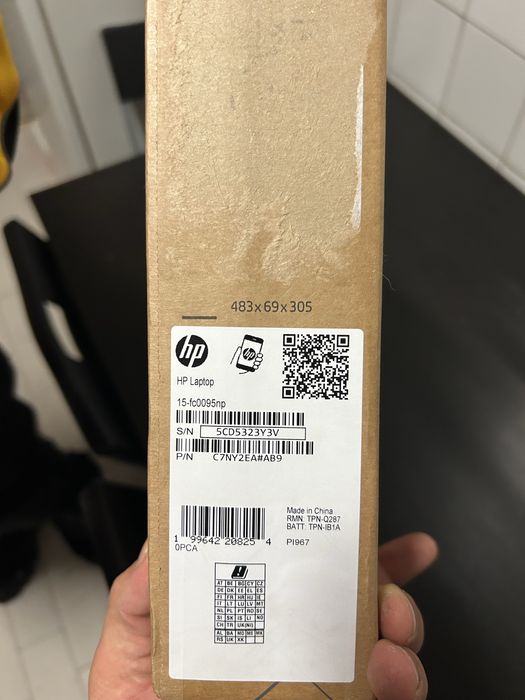 483x69x305
hp
hp
HP Laptop
15-fc0095np
S/N 5CD5323Y3V
P/N C7NY2EA#AB9
Made in China
RMN: TPN-Q287
BATT: TPN-IB1A
1 99642 20825 4
0PCA
PI967
AT BE BG CY CZ
DE DK EE EL ES
FI FR HR HU IE
IT LT LU LV MT
NL PL PT RO SE
SI SK IS LI NO
CH TR UK(NI)
AL BA MD ME MK
RS UK XK